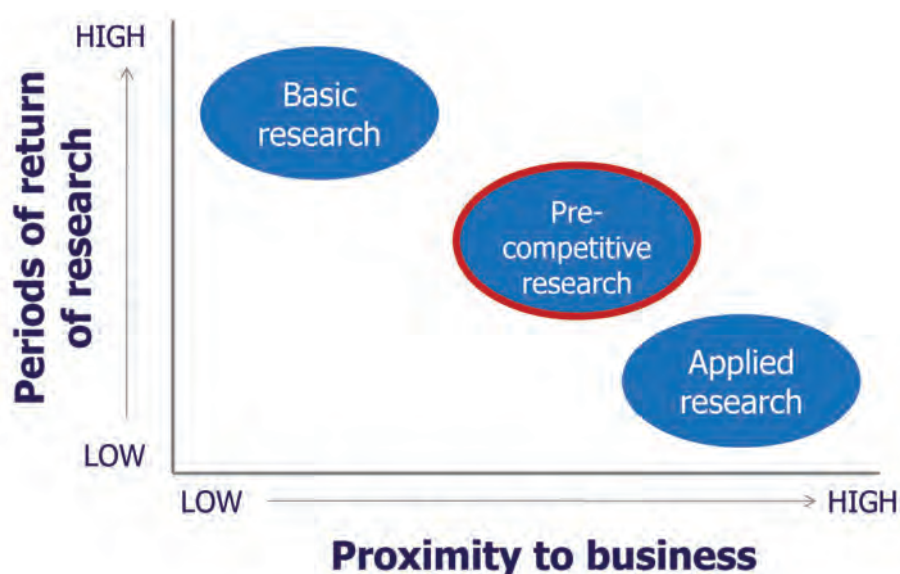 HIGH
Periods of return
of research
LOW
Basic
research
Pre-
competitive
research
Applied
research
LOW
HIGH
Proximity to business